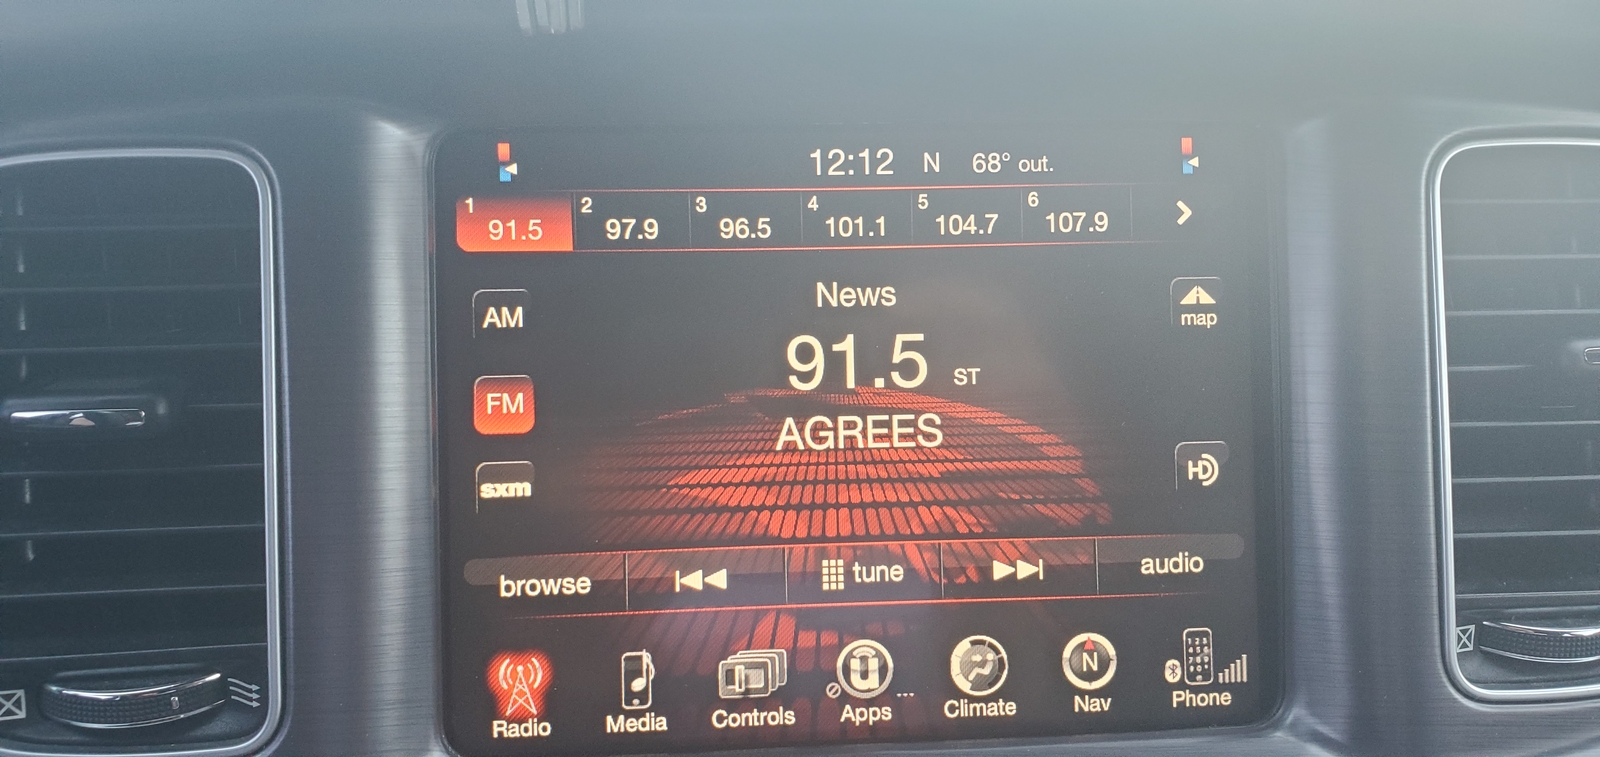 12:12 N 68° out.
1 91.5 2 97.9 3 96.5 4 101.1 5 104.7 6 107.9
News
AM
map
91.5 ST
FM
AGREES
sxm
HD
browse tune audio
Radio Media Controls Apps ... Climate N Nav Phone